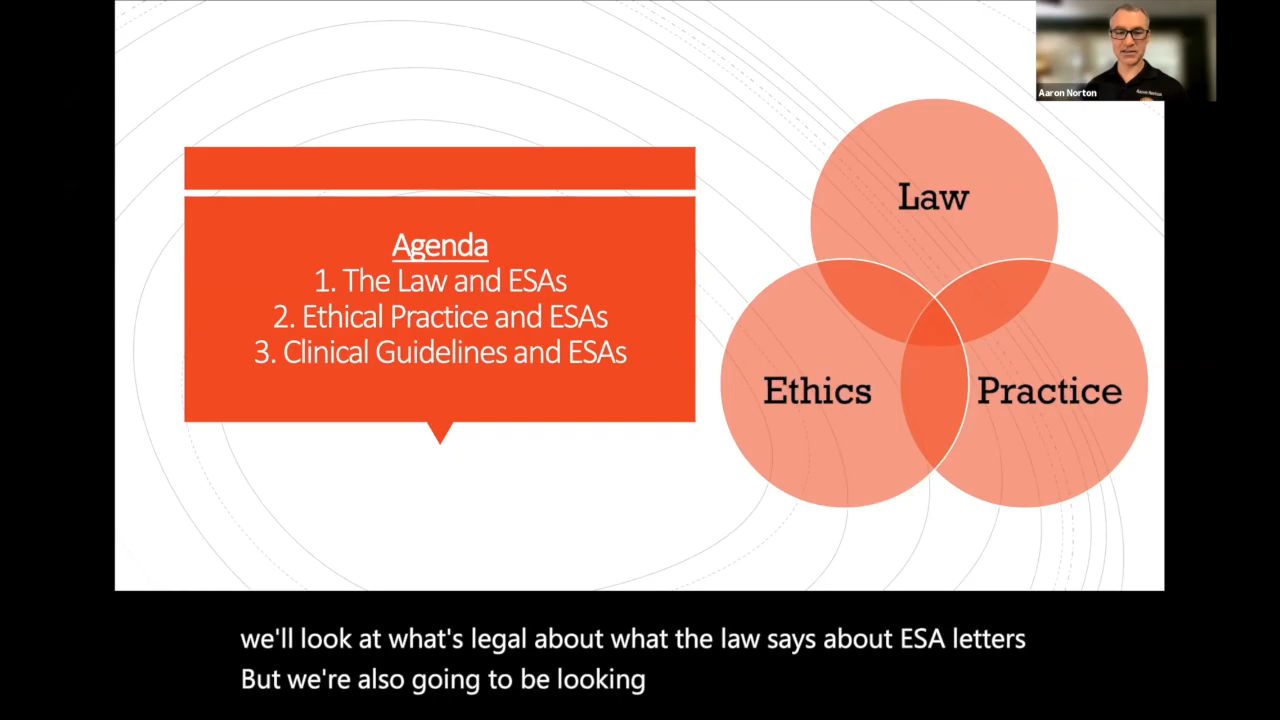 Aaron Norton
Aaron Norton
Agenda
1. The Law and ESAs
2. Ethical Practice and ESAs
3. Clinical Guidelines and ESAs
Law
Ethics
Practice
we'll look at what's legal about what the law says about ESA letters
But we're also going to be looking